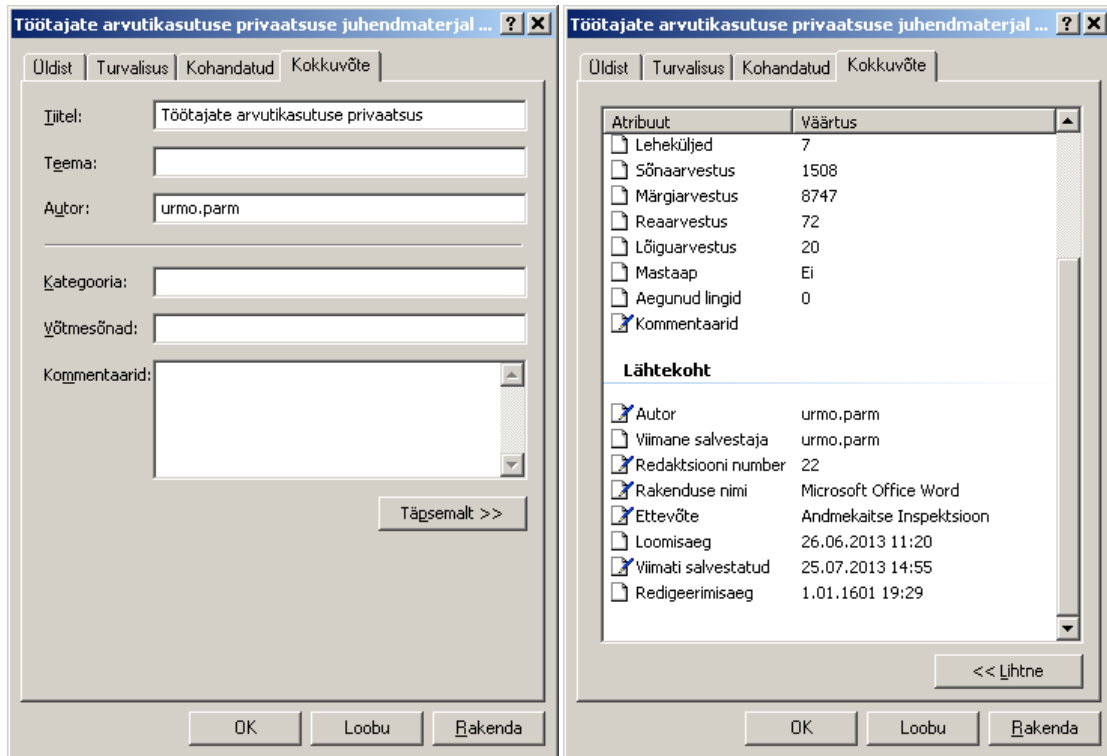 Töötajate arvutikasutuse privaatsuse juhendmaterjal ...
Üldist
Turvalisus
Kohandatud
Kokkuvõte
Tiitel:
Töötajate arvutikasutuse privaatsus
Teema:
Autor:
urmo.parm
Kategooria:
Võtmesõnad:
Kommentaarid:
Täpsemalt >>
OK
Loobu
Rakenda
Töötajate arvutikasutuse privaatsuse juhendmaterjal ...
Üldist
Turvalisus
Kohandatud
Kokkuvõte
Atribuut Väärtus
Leheküljed 7
Sõnaarvestus 1508
Märgiarvestus 8747
Reaarvestus 72
Lõiguarvestus 20
Mastaap Ei
Aegunud lingid 0
Kommentaarid
Lähtekoht
Autor urmo.parm
Viimane salvestaja urmo.parm
Redaktsiooni number 22
Rakenduse nimi Microsoft Office Word
Ettevõte Andmekaitse Inspektsioon
Loomisaeg 26.06.2013 11:20
Viimati salvestatud 25.07.2013 14:55
Redigeerimisaeg 1.01.1601 19:29
<< Lihtne
OK
Loobu
Rakenda